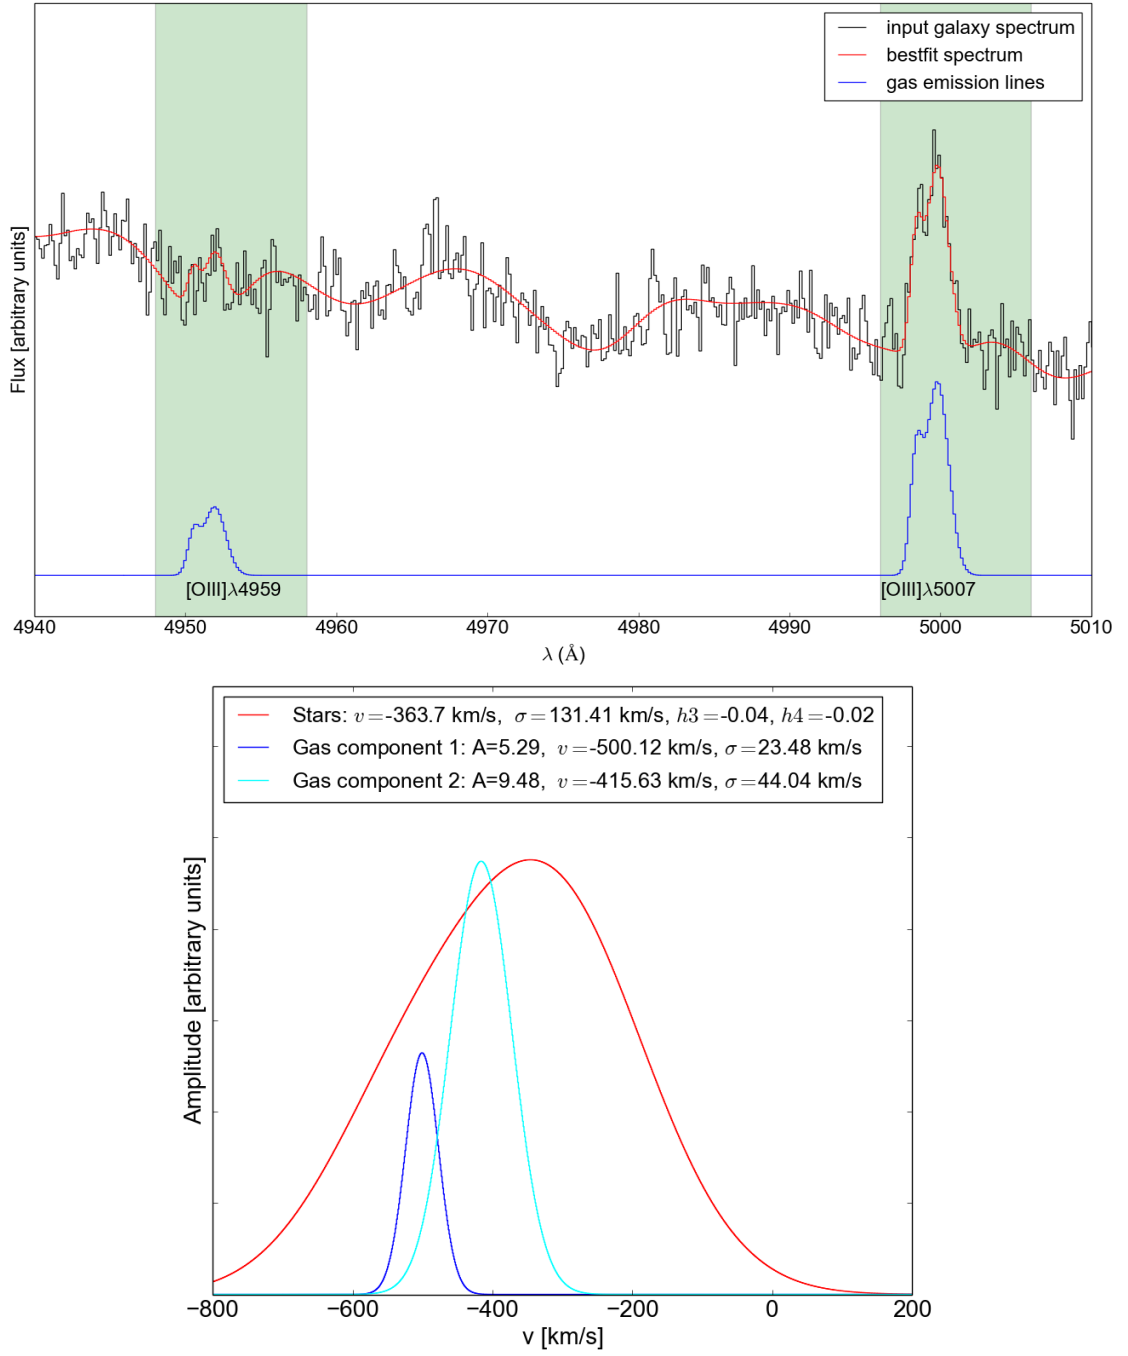 input galaxy spectrum
bestfit spectrum
gas emission lines
Flux [arbitrary units]
[OIII]λ4959
[OIII]λ5007
4940 4950 4960 4970 4980 4990 5000 5010
λ (Å)
Stars: v=-363.7 km/s, σ=131.41 km/s, h3=-0.04, h4=-0.02
Gas component 1: A=5.29, v=-500.12 km/s, σ=23.48 km/s
Gas component 2: A=9.48, v=-415.63 km/s, σ=44.04 km/s
Amplitude [arbitrary units]
−800 −600 −400 −200 0 200
v [km/s]